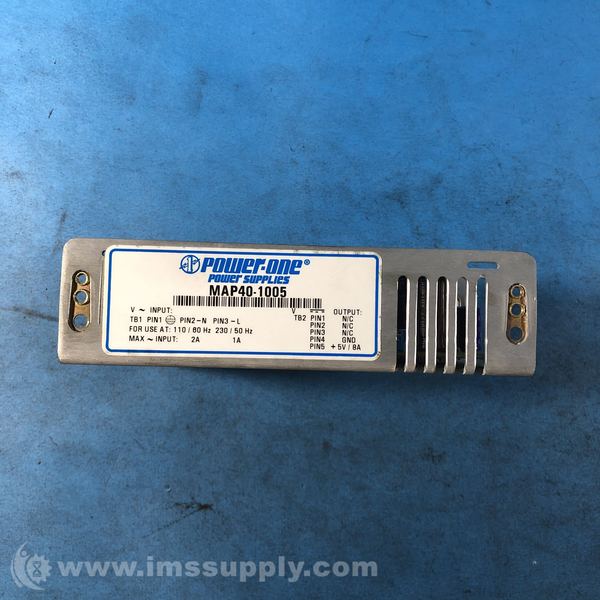 POWER-ONE®
POWER SUPPLIES
MAP40-1005
V ~ INPUT: V OUTPUT:
TB1 PIN1 PIN2-N PIN3-L TB2 PIN1 N/C
PIN2 N/C
FOR USE AT: 110 / 60 Hz 230 / 50 Hz PIN3 N/C
PIN4 GND
MAX ~ INPUT: 2A 1A PIN5 +5V / 8A
© www.imssupply.com